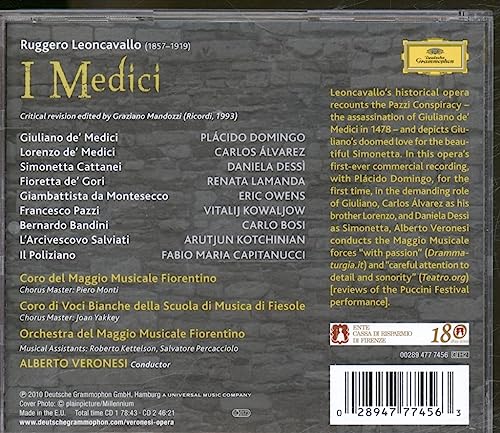 Ruggero Leoncavallo (1857–1919)
I Medici
Critical revision edited by Graziano Mandozzi (Ricordi, 1993)
Giuliano de' Medici PLÁCIDO DOMINGO
Lorenzo de' Medici CARLOS ÁLVAREZ
Simonetta Cattanei DANIELA DESSÌ
Fioretta de' Gori RENATA LAMANDA
Giambattista da Montesecco ERIC OWENS
Francesco Pazzi VITALIJ KOWALJOW
Bernardo Bandini CARLO BOSI
L'Arcivescovo Salviati ARUTJUN KOTCHINIAN
Il Poliziano FABIO MARIA CAPITANUCCI
Coro del Maggio Musicale Fiorentino
Chorus Master: Piero Monti
Coro di Voci Bianche della Scuola di Musica di Fiesole
Chorus Master: Joan Yakkey
Orchestra del Maggio Musicale Fiorentino
Musical Assistants: Roberto Kettelson, Salvatore Percacciolo
ALBERTO VERONESI Conductor
℗ 2010 Deutsche Grammophon GmbH, Hamburg A UNIVERSAL MUSIC COMPANY
Cover Photo: © plainpicture/Millennium
Made in the E.U. Total time CD 1 78:43 · CD 2 46:21
www.deutschegrammophon.com/veronesi-opera
Deutsche
Grammophon
Leoncavallo's historical opera
recounts the Pazzi Conspiracy –
the assassination of Giuliano de'
Medici in 1478 – and depicts Giu-
liano's doomed love for the beau-
tiful Simonetta. In this opera's
first-ever commercial recording,
with Plácido Domingo, for the
first time, in the demanding role
of Giuliano, Carlos Álvarez as his
brother Lorenzo, and Daniela Dessì
as Simonetta, Alberto Veronesi
conducts the Maggio Musicale
forces "with passion" (Dramma-
turgia.it) and "careful attention to
detail and sonority" (Teatro.org)
[reviews of the Puccini Festival
performance].
ENTE
CASSA DI RISPARMIO
DI FIRENZE
18
00289 477 7456 GH2
0 28947 77456 3